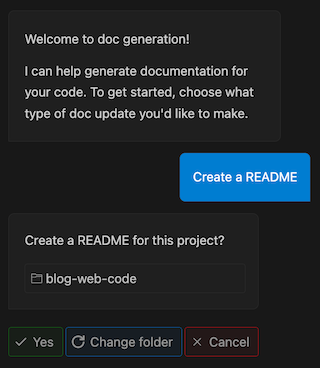 Welcome to doc generation!
I can help generate documentation for
your code. To get started, choose what
type of doc update you'd like to make.
Create a README
Create a README for this project?
blog-web-code
Yes
Change folder
Cancel